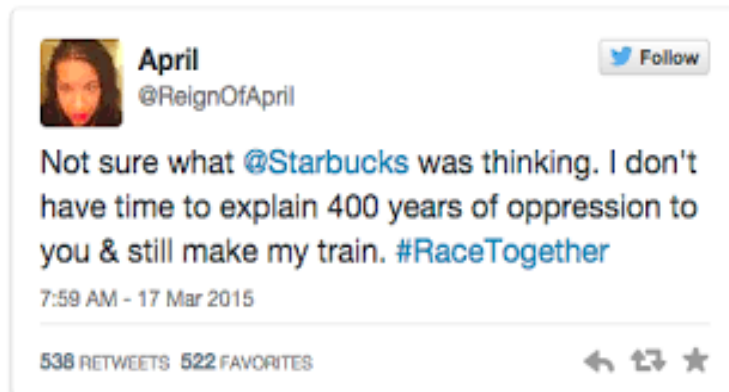 April
Follow
@ReignOfApril
Not sure what @Starbucks was thinking. I don't
have time to explain 400 years of oppression to
you & still make my train. #RaceTogether
7:59 AM - 17 Mar 2015
538 RETWEETS 522 FAVORITES